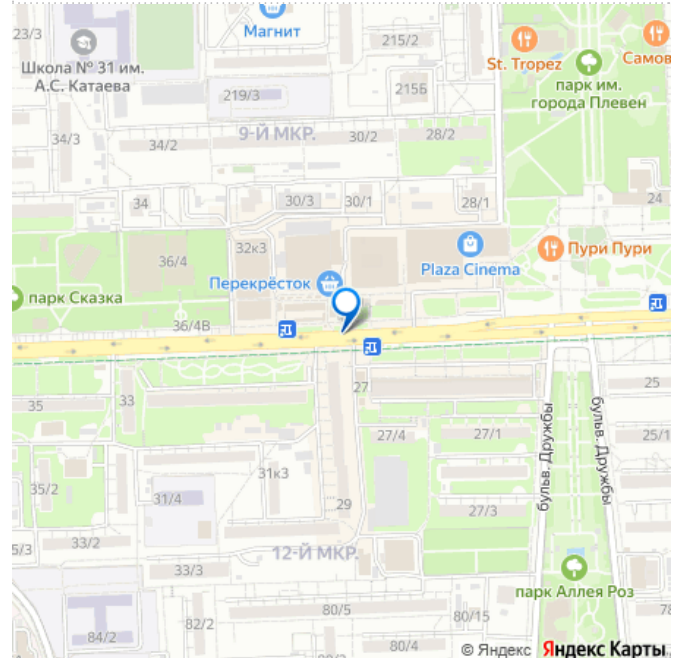 23/3
Магнит
215/2
St. Tropez
Самов
Школа № 31 им.
А.С. Катаева
парк им.
города Плевен
219/3
215Б
9-Й МКР.
34/3
34/2
30/2
28/2
34
30/3
30/1
28/1
24
32к3
36/4
Plaza Cinema
Пури Пури
Перекрёсток
парк Сказка
36/4В
35
33
27
25
бульв. Дружбы
бульв. Дружбы
27/4
27/1
25/1
31к3
35/2
31/4
29
27/3
5/3
33/2
12-Й МКР.
33/3
парк Аллея Роз
82/2
80/5
80/15
84/2
80/4
© Яндекс Яндекс Карты